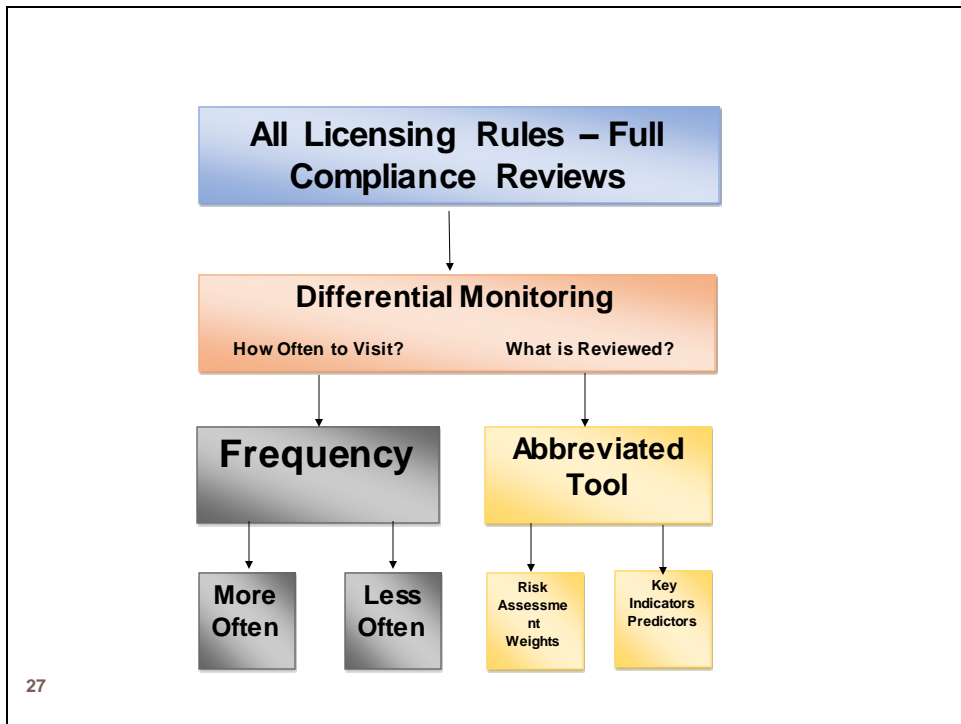 All Licensing Rules – Full
Compliance Reviews
Differential Monitoring
How Often to Visit? What is Reviewed?
Frequency
Abbreviated
Tool
More
Often
Less
Often
Risk
Assessme
nt
Weights
Key
Indicators
Predictors
27